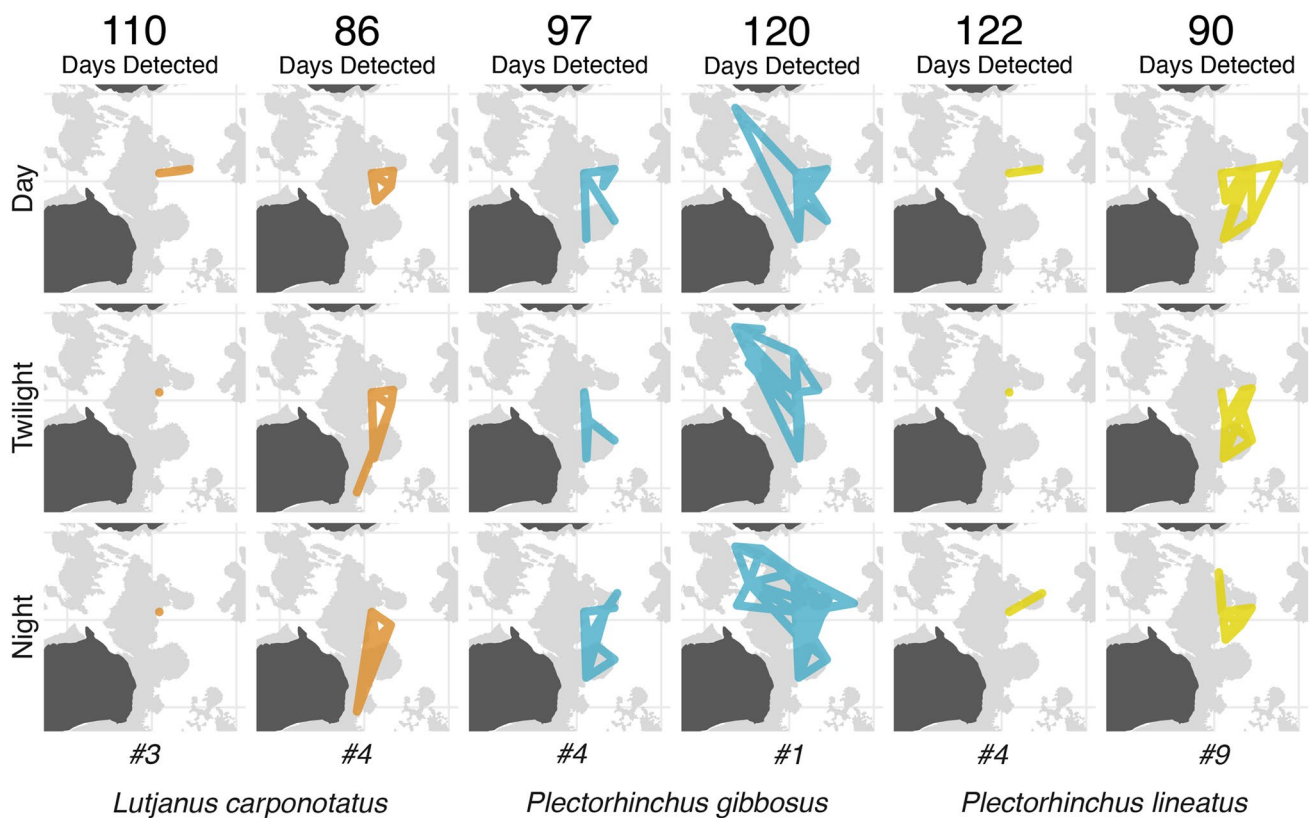 110 86 97 120 122 90
Days Detected Days Detected Days Detected Days Detected Days Detected Days Detected
Day
Twilight
Night
#3 #4 #4 #1 #4 #9
Lutjanus carponotatus Plectorhinchus gibbosus Plectorhinchus lineatus